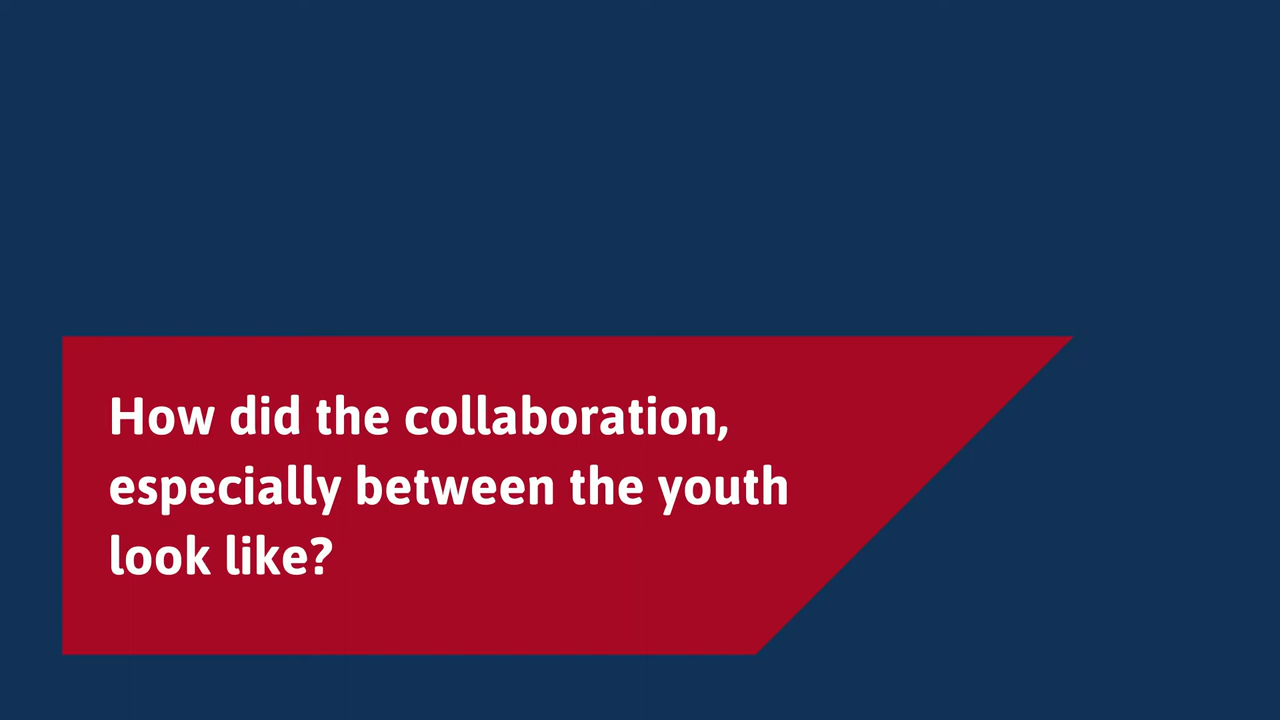 How did the collaboration,
especially between the youth
look like?